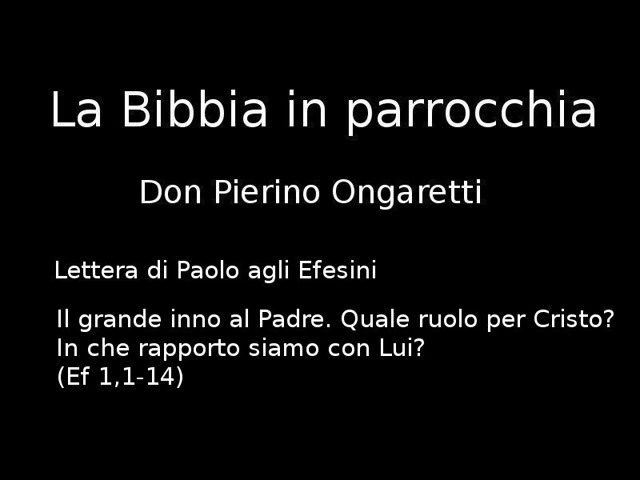 La Bibbia in parrocchia
Don Pierino Ongaretti
Lettera di Paolo agli Efesini
Il grande inno al Padre. Quale ruolo per Cristo?
In che rapporto siamo con Lui?
(Ef 1,1-14)